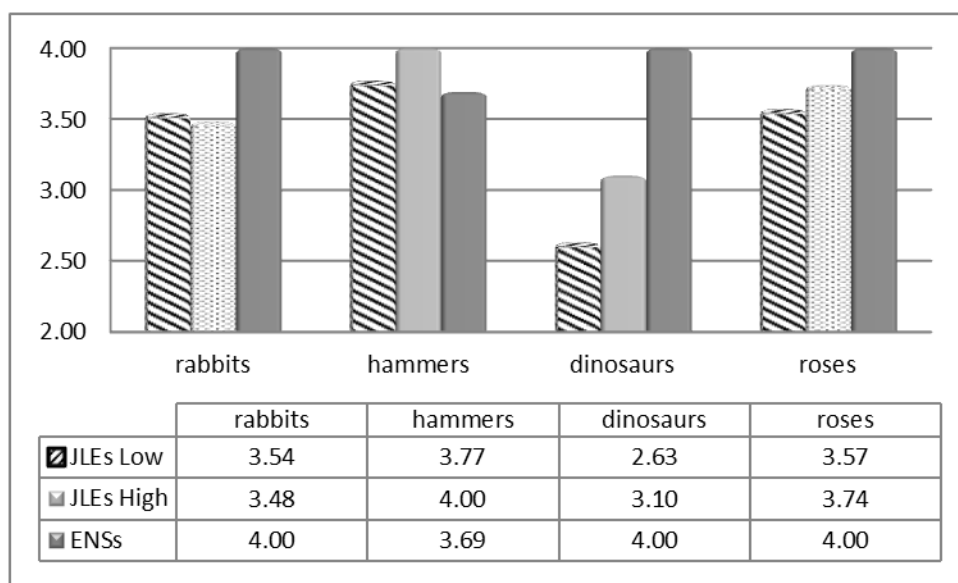 4.00
3.50
3.00
2.50
2.00
rabbits hammers dinosaurs roses
rabbits hammers dinosaurs roses
JLEs Low 3.54 3.77 2.63 3.57
JLEs High 3.48 4.00 3.10 3.74
ENSs 4.00 3.69 4.00 4.00